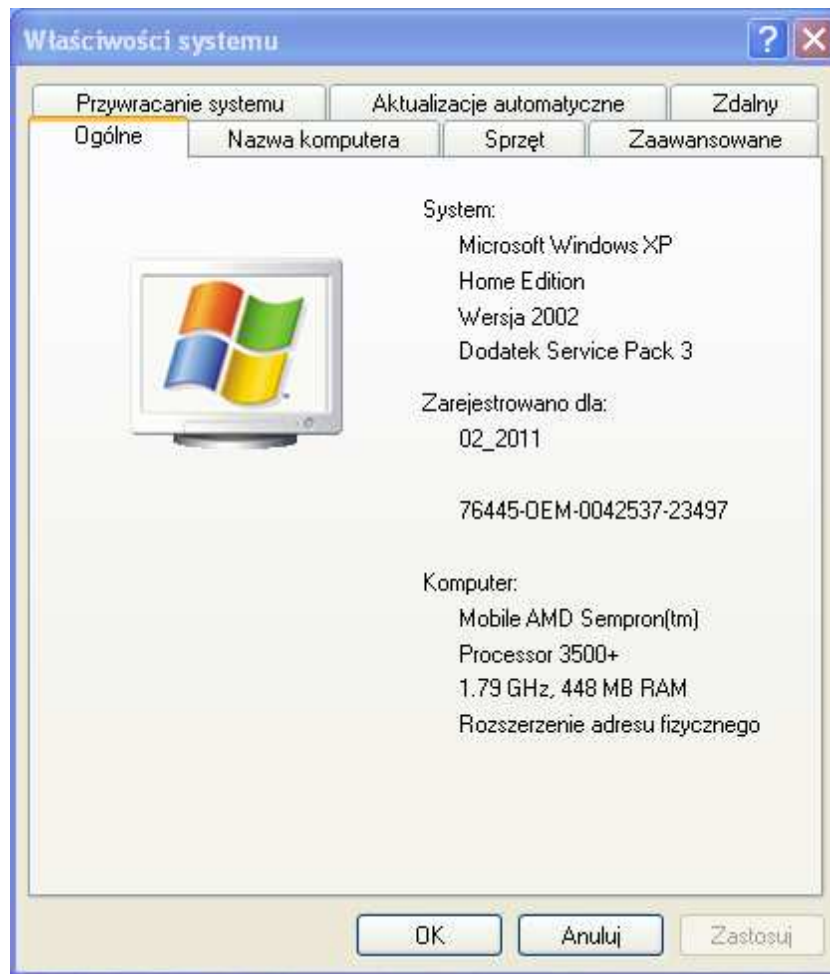 Właściwości systemu
Przywracanie systemu Aktualizacje automatyczne Zdalny
Ogólne Nazwa komputera Sprzęt Zaawansowane
System:
Microsoft Windows XP
Home Edition
Wersja 2002
Dodatek Service Pack 3
Zarejestrowano dla:
02_2011
76445-OEM-0042537-23497
Komputer:
Mobile AMD Sempron(tm)
Processor 3500+
1.79 GHz, 448 MB RAM
Rozszerzenie adresu fizycznego
OK Anuluj Zastosuj